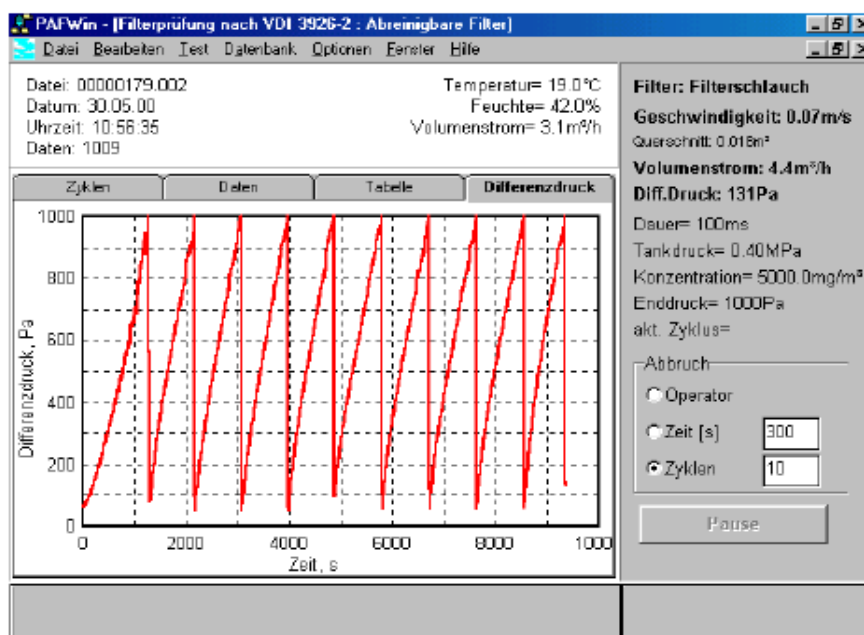 PAFWin - [Filterprüfung nach VDI 3926-2 : Abreinigbare Filter]
Datei Bearbeiten Test Datenbank Optionen Fenster Hilfe
Datei: 00000179.002
Datum: 30.05.00
Uhrzeit: 10:56:35
Daten: 1009
Temperatur= 19.0°C
Feuchte= 42.0%
Volumenstrom= 3.1m³/h
Zyklen Daten Tabelle Differenzdruck
Differenzdruck, Pa
1000
800
600
400
200
0
0 2000 4000 6000 8000 1000
Zeit, s
Filter: Filterschlauch
Geschwindigkeit: 0.07m/s
Querschnitt: 0.018m²
Volumenstrom: 4.4m³/h
Diff.Druck: 131Pa
Dauer= 100ms
Tankdruck= 0.40MPa
Konzentration= 5000.0mg/m³
Enddruck= 1000Pa
akt. Zyklus=
Abbruch
Operator
Zeit [s] 300
Zyklen 10
Pause